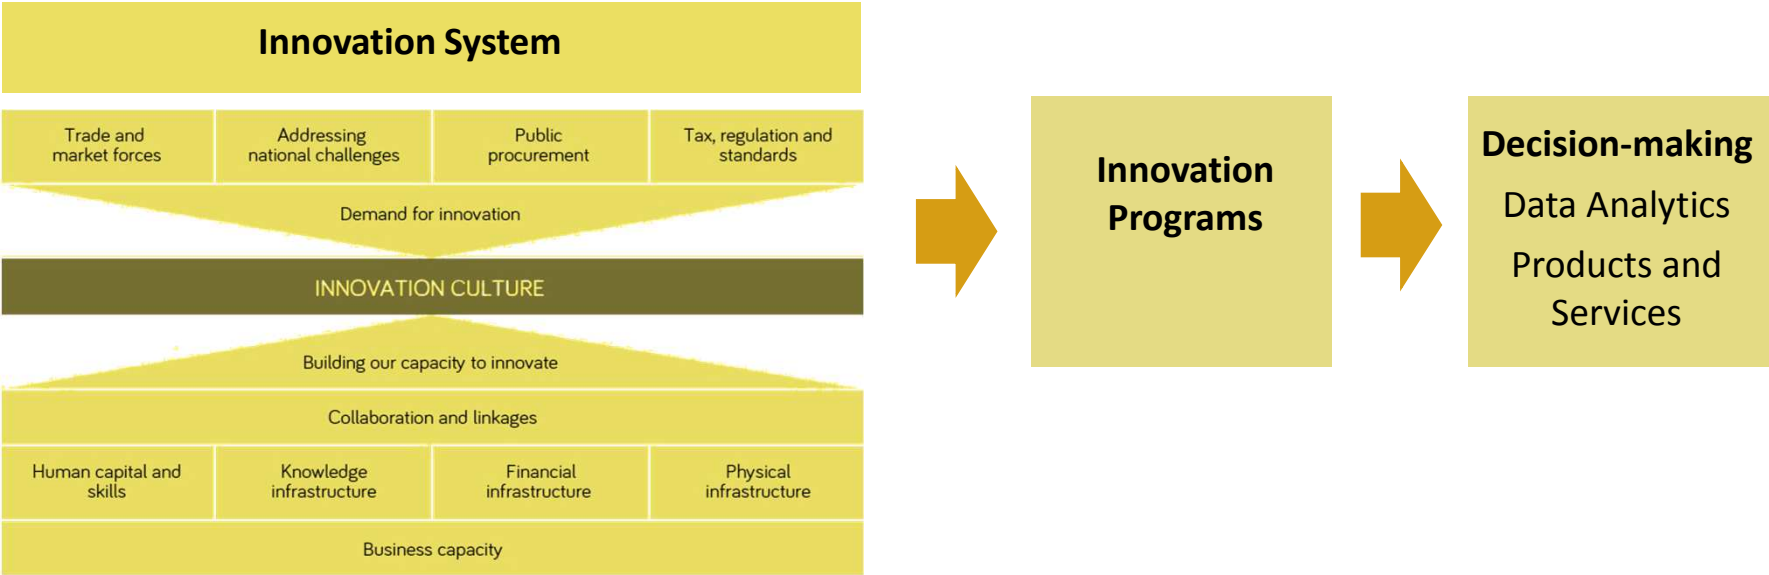 Innovation System
Trade and
market forces
Addressing
national challenges
Public
procurement
Tax, regulation and
standards
Demand for innovation
INNOVATION CULTURE
Building our capacity to innovate
Collaboration and linkages
Human capital and
skills
Knowledge
infrastructure
Financial
infrastructure
Physical
infrastructure
Business capacity
Innovation
Programs
Decision-making
Data Analytics
Products and
Services